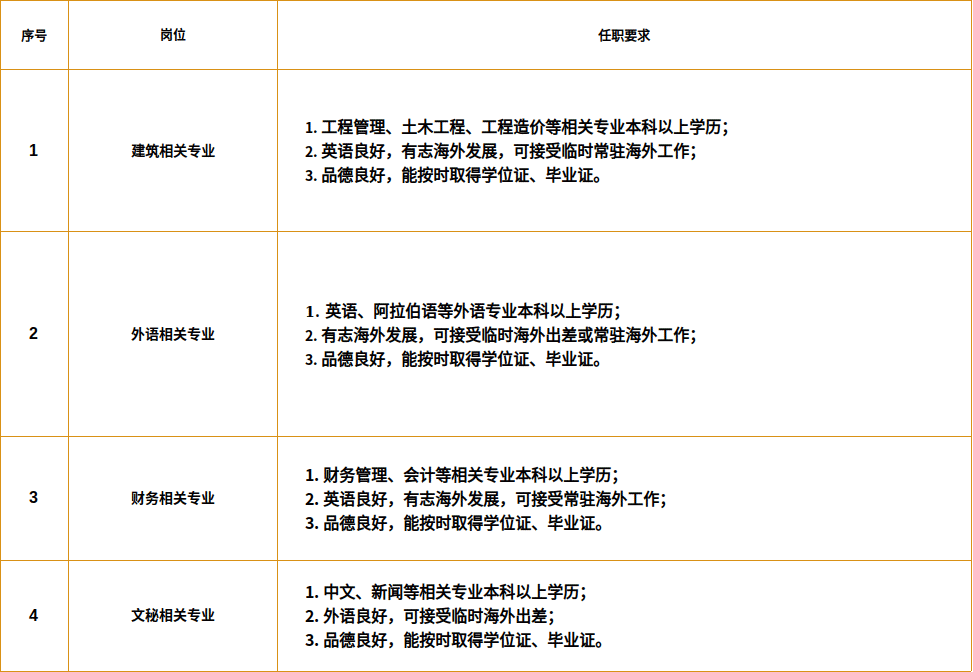 序号 岗位 任职要求
1 建筑相关专业
1. 工程管理、土木工程、工程造价等相关专业本科以上学历；
2. 英语良好，有志海外发展，可接受临时常驻海外工作；
3. 品德良好，能按时取得学位证、毕业证。
2 外语相关专业
1. 英语、阿拉伯语等外语专业本科以上学历；
2. 有志海外发展，可接受临时海外出差或常驻海外工作；
3. 品德良好，能按时取得学位证、毕业证。
3 财务相关专业
1. 财务管理、会计等相关专业本科以上学历；
2. 英语良好，有志海外发展，可接受常驻海外工作；
3. 品德良好，能按时取得学位证、毕业证。
4 文秘相关专业
1. 中文、新闻等相关专业本科以上学历；
2. 外语良好，可接受临时海外出差；
3. 品德良好，能按时取得学位证、毕业证。